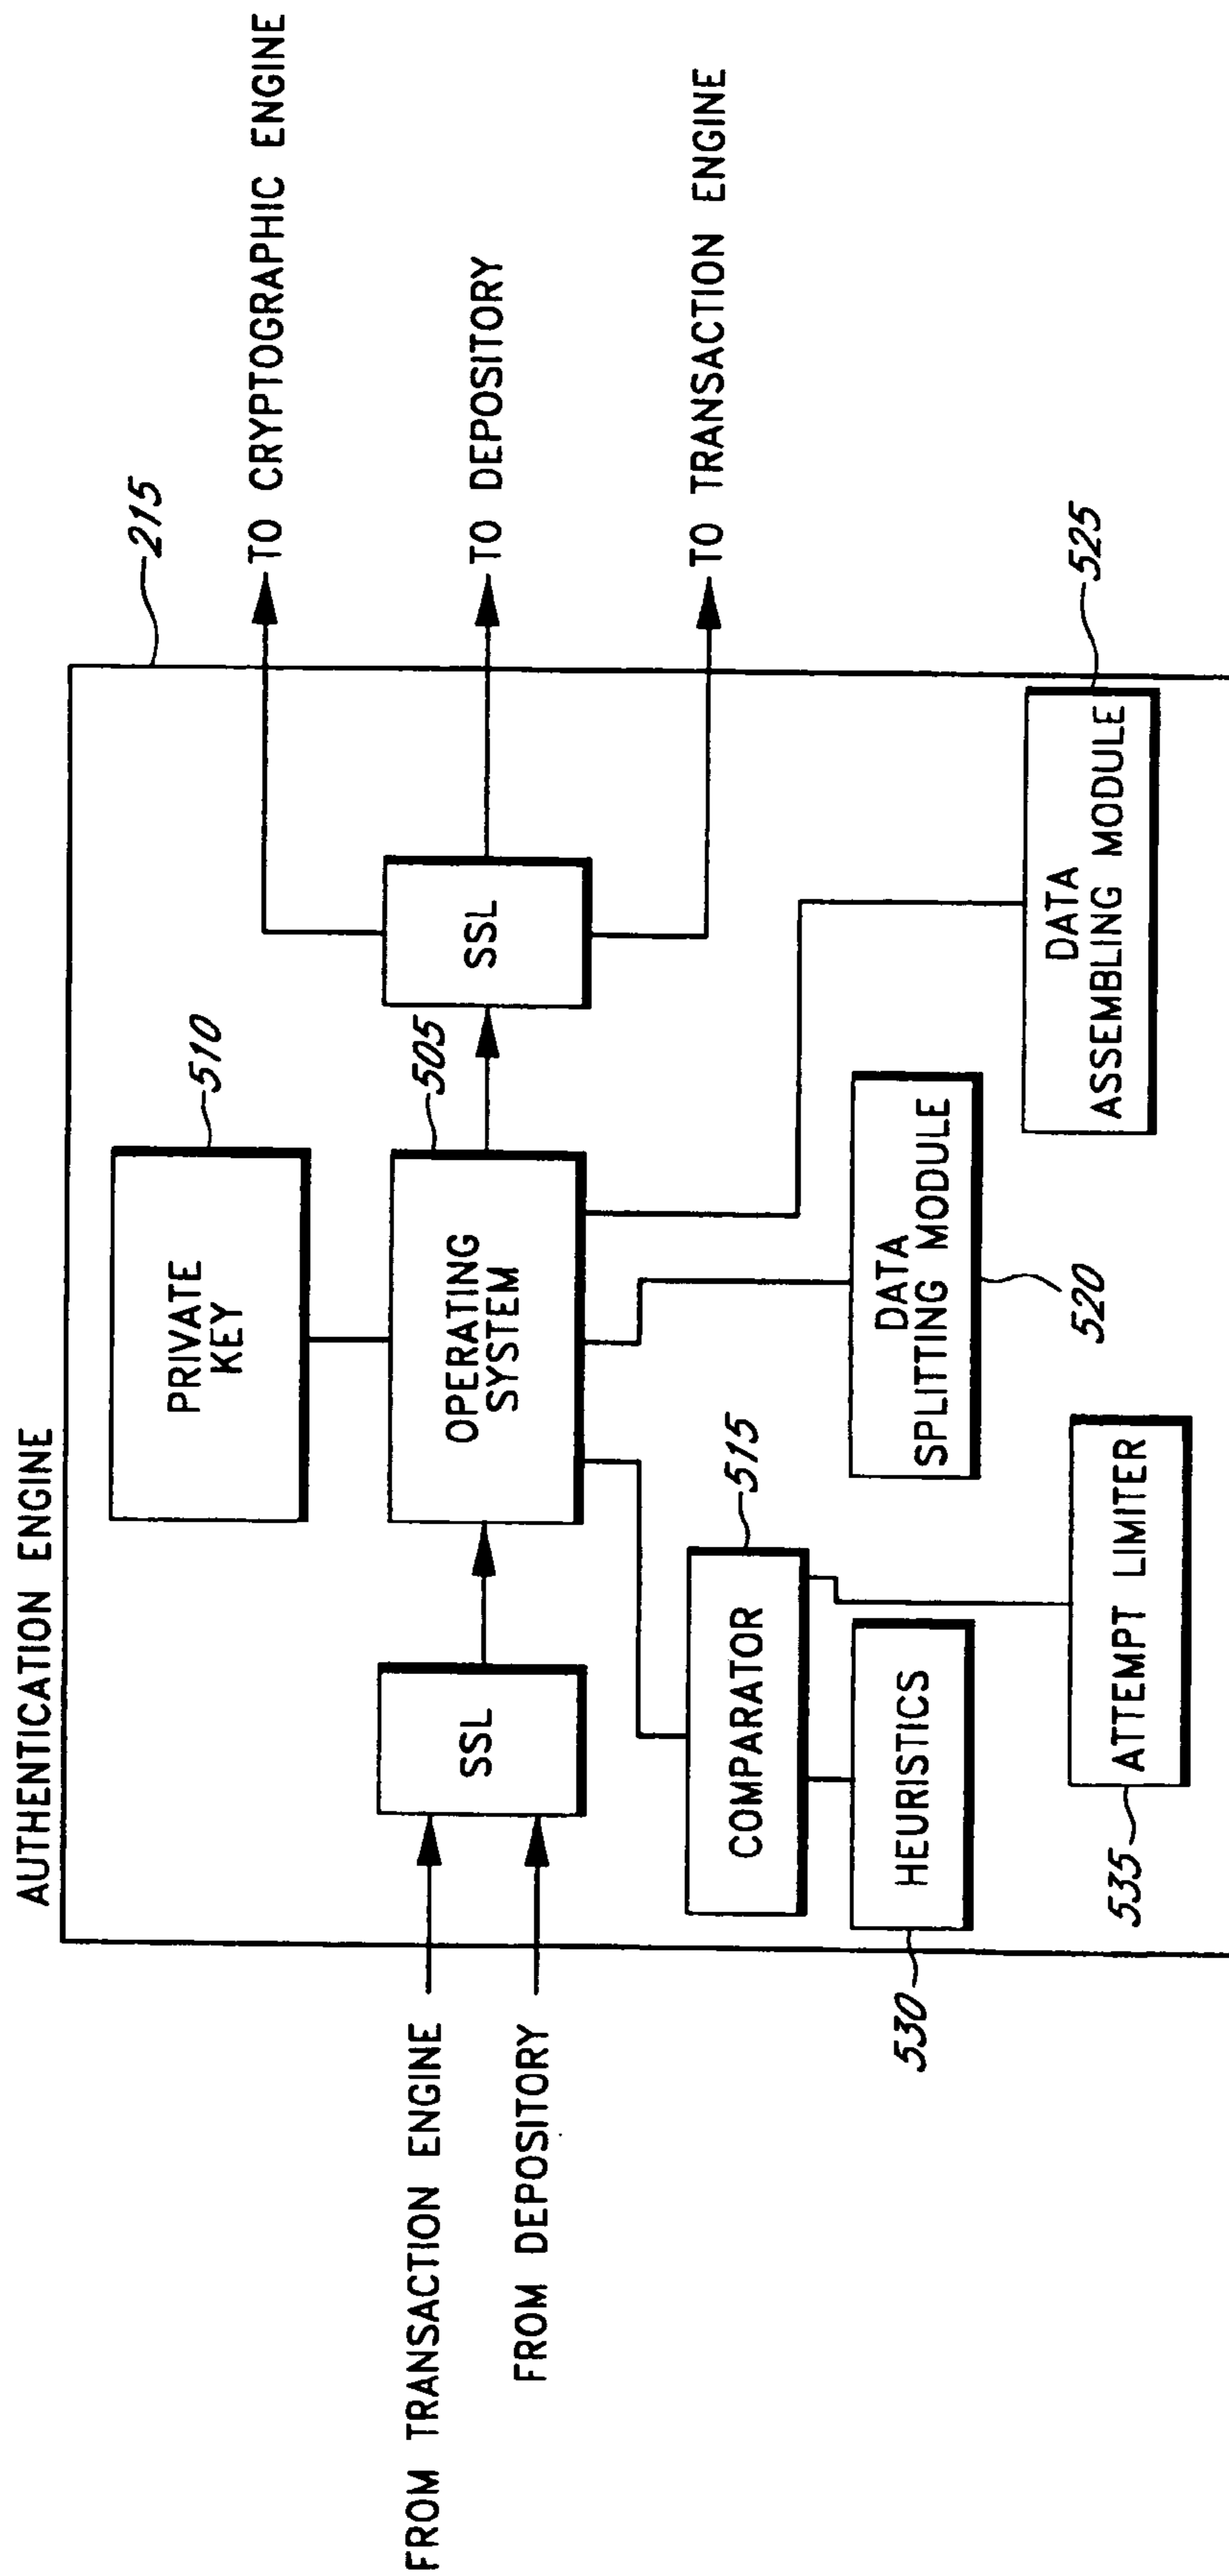 AUTHENTICATION ENGINE
215
PRIVATE
KEY
510
FROM TRANSACTION ENGINE
FROM DEPOSITORY
SSL
OPERATING
SYSTEM
505
SSL
TO CRYPTOGRAPHIC ENGINE
TO DEPOSITORY
TO TRANSACTION ENGINE
COMPARATOR
515
HEURISTICS
530
ATTEMPT LIMITER
535
DATA
SPLITTING MODULE
520
DATA
ASSEMBLING MODULE
525